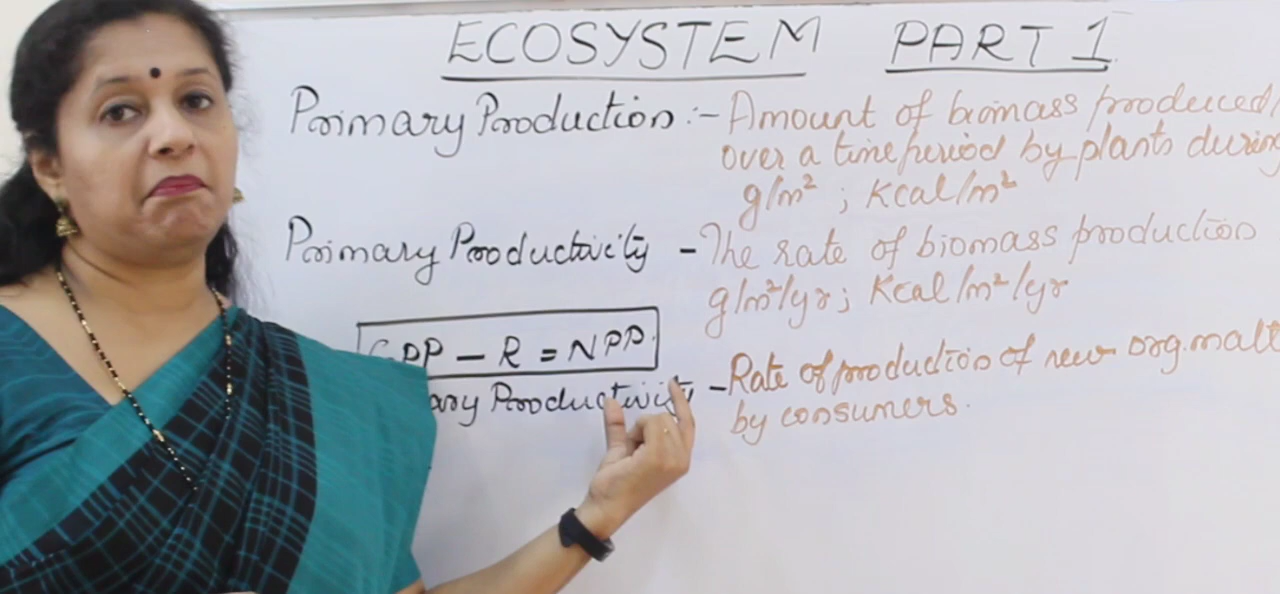 ECOSYSTEM PART 1
Primary Production :- Amount of biomass produced,
over a time period by plants during
g/m² ; Kcal/m²
Primary Productivity - The rate of biomass production
g/m²/yr ; Kcal/m²/yr
GPP - R = NPP
ary Productivity - Rate of production of new org. matt
by consumers.